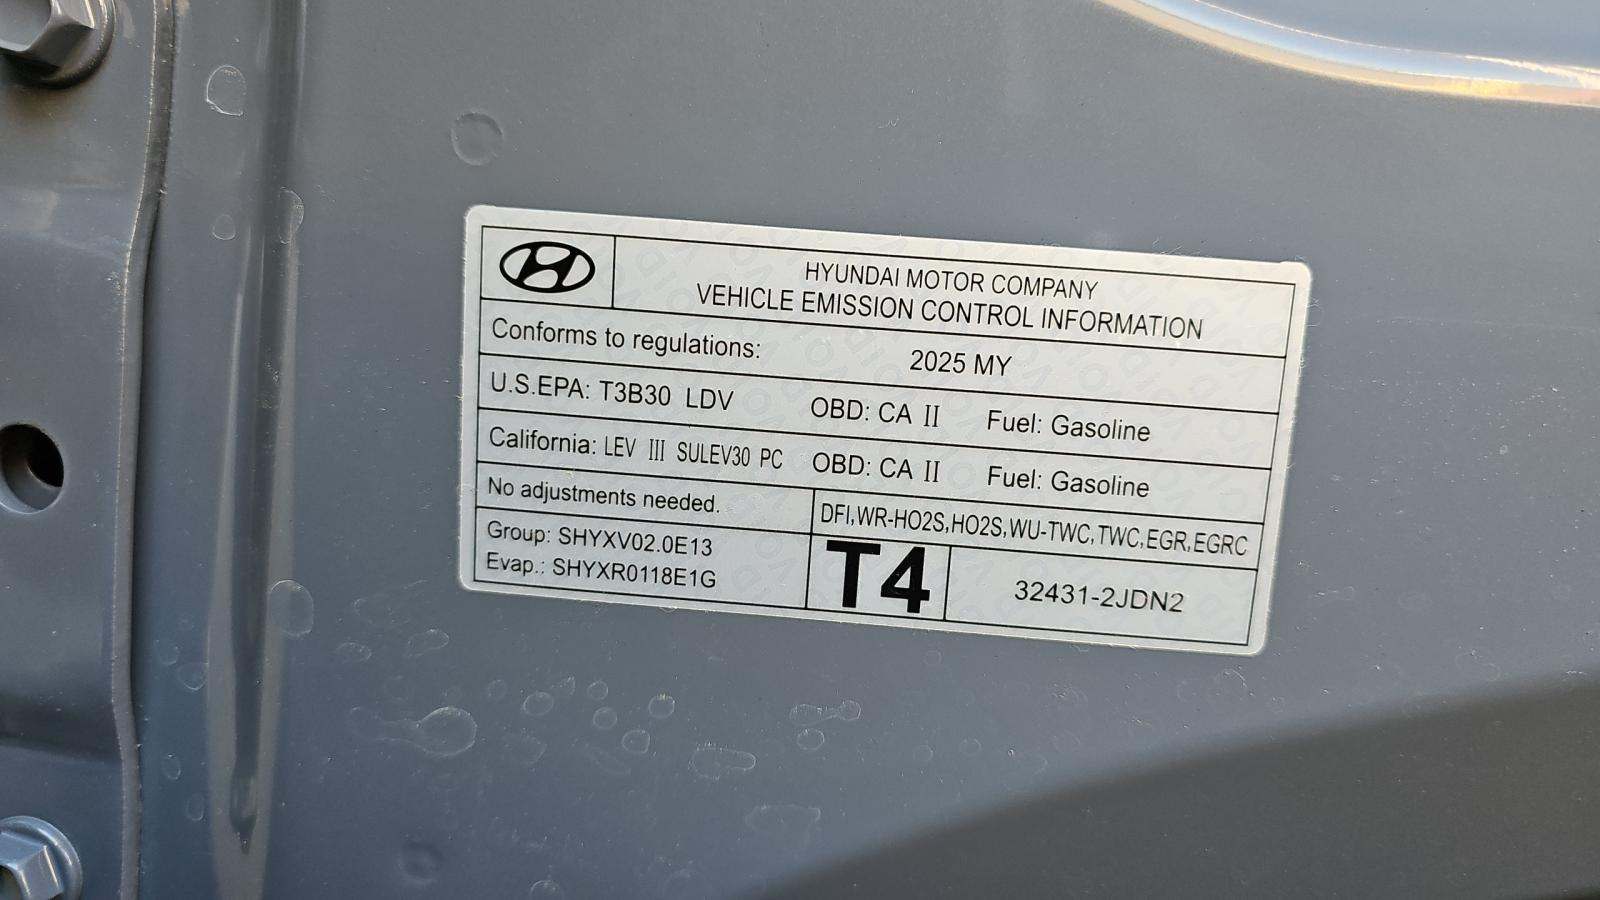 HYUNDAI MOTOR COMPANY
VEHICLE EMISSION CONTROL INFORMATION
Conforms to regulations: 2025 MY
U.S.EPA: T3B30 LDV OBD: CA II Fuel: Gasoline
California: LEV III SULEV30 PC OBD: CA II Fuel: Gasoline
No adjustments needed. DFI,WR-HO2S,HO2S,WU-TWC,TWC,EGR,EGRC
Group: SHYXV02.0E13
Evap.: SHYXR0118E1G
T4
32431-2JDN2